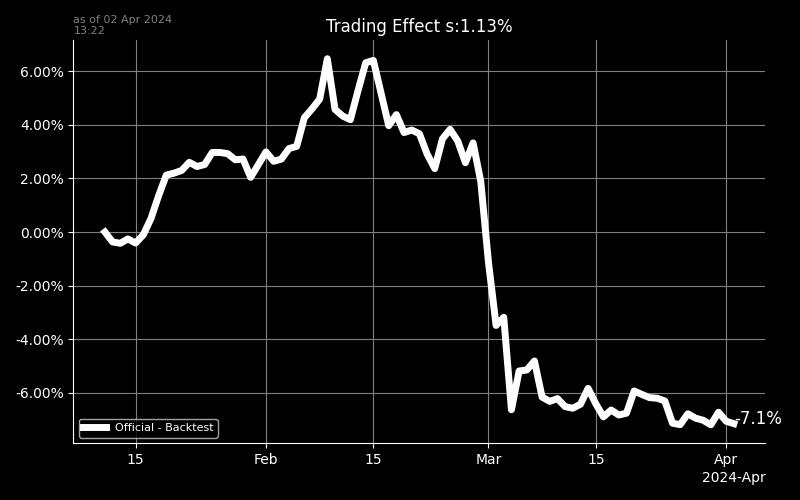 as of 02 Apr 2024
13:22
Trading Effect s:1.13%
6.00%
4.00%
2.00%
0.00%
-2.00%
-4.00%
-6.00%
Official - Backtest
-7.1%
15
Feb
15
Mar
15
Apr
2024-Apr